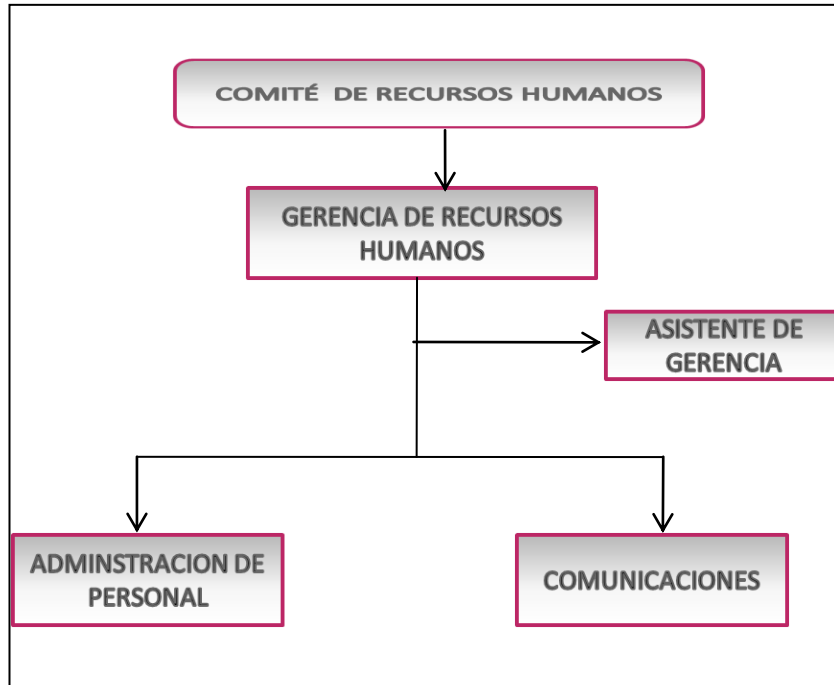 COMITÉ DE RECURSOS HUMANOS
GERENCIA DE RECURSOS
HUMANOS
ASISTENTE DE
GERENCIA
ADMINSTRACION DE
PERSONAL
COMUNICACIONES